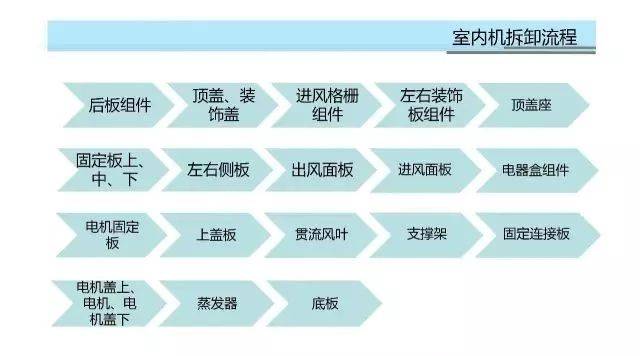 室内机拆卸流程
后板组件
顶盖、装
饰盖
进风格栅
组件
左右装饰
板组件
顶盖座
固定板上、
中、下
左右侧板
出风面板
进风面板
电器盒组件
电机固定
板
上盖板
贯流风叶
支撑架
固定连接板
电机盖上、
电机、电
机盖下
蒸发器
底板